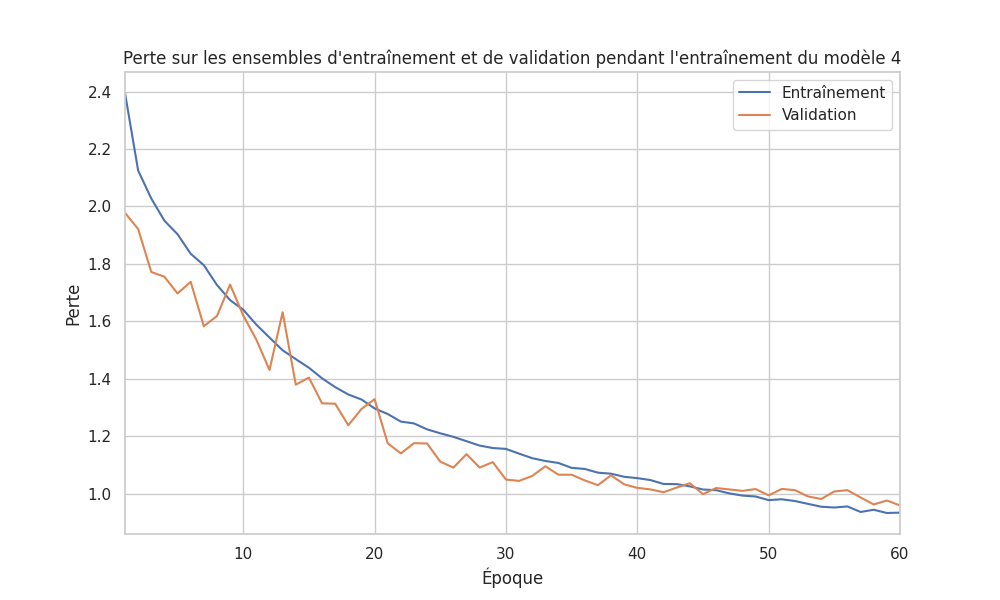 Perte sur les ensembles d'entraînement et de validation pendant l'entraînement du modèle 4
Entraînement
Validation
Perte
2.4
2.2
2.0
1.8
1.6
1.4
1.2
1.0
10
20
30
40
50
60
Époque